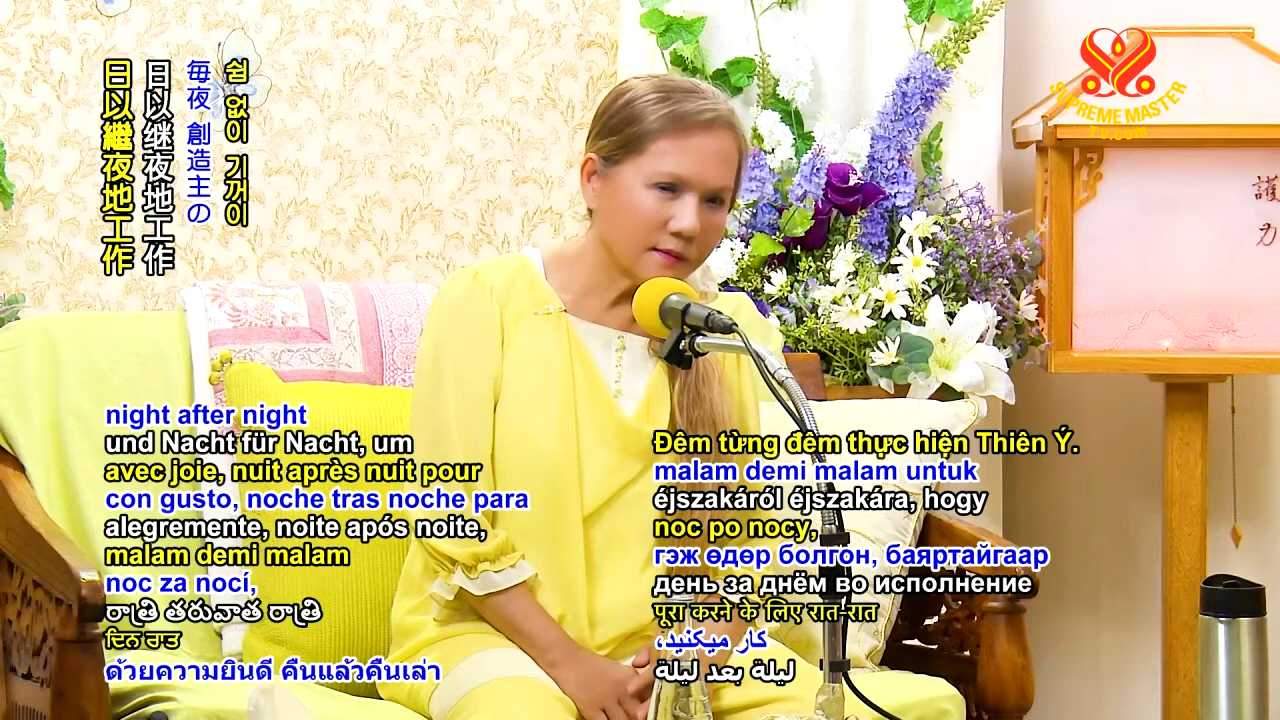 日以繼夜地工作
日以继夜地工作
毎夜 創造主の
쉼 없이 기꺼이
SUPREME MASTER
TV.com
護
力
night after night
und Nacht für Nacht, um
avec joie, nuit après nuit pour
con gusto, noche tras noche para
alegremente, noite após noite,
malam demi malam
noc za nocí,
రాత్రి తరువాత రాత్రి
ਦਿਨ ਰਾਤ
ด้วยความยินดี คืนแล้วคืนเล่า
Đêm từng đêm thực hiện Thiên Ý.
malam demi malam untuk
éjszakáról éjszakára, hogy
noc po nocy,
гэж өдөр болгон, баяртайгаар
день за днём во исполнение
पूरा करने के लिए रात-रात
کار میکنید،
ليلة بعد ليلة